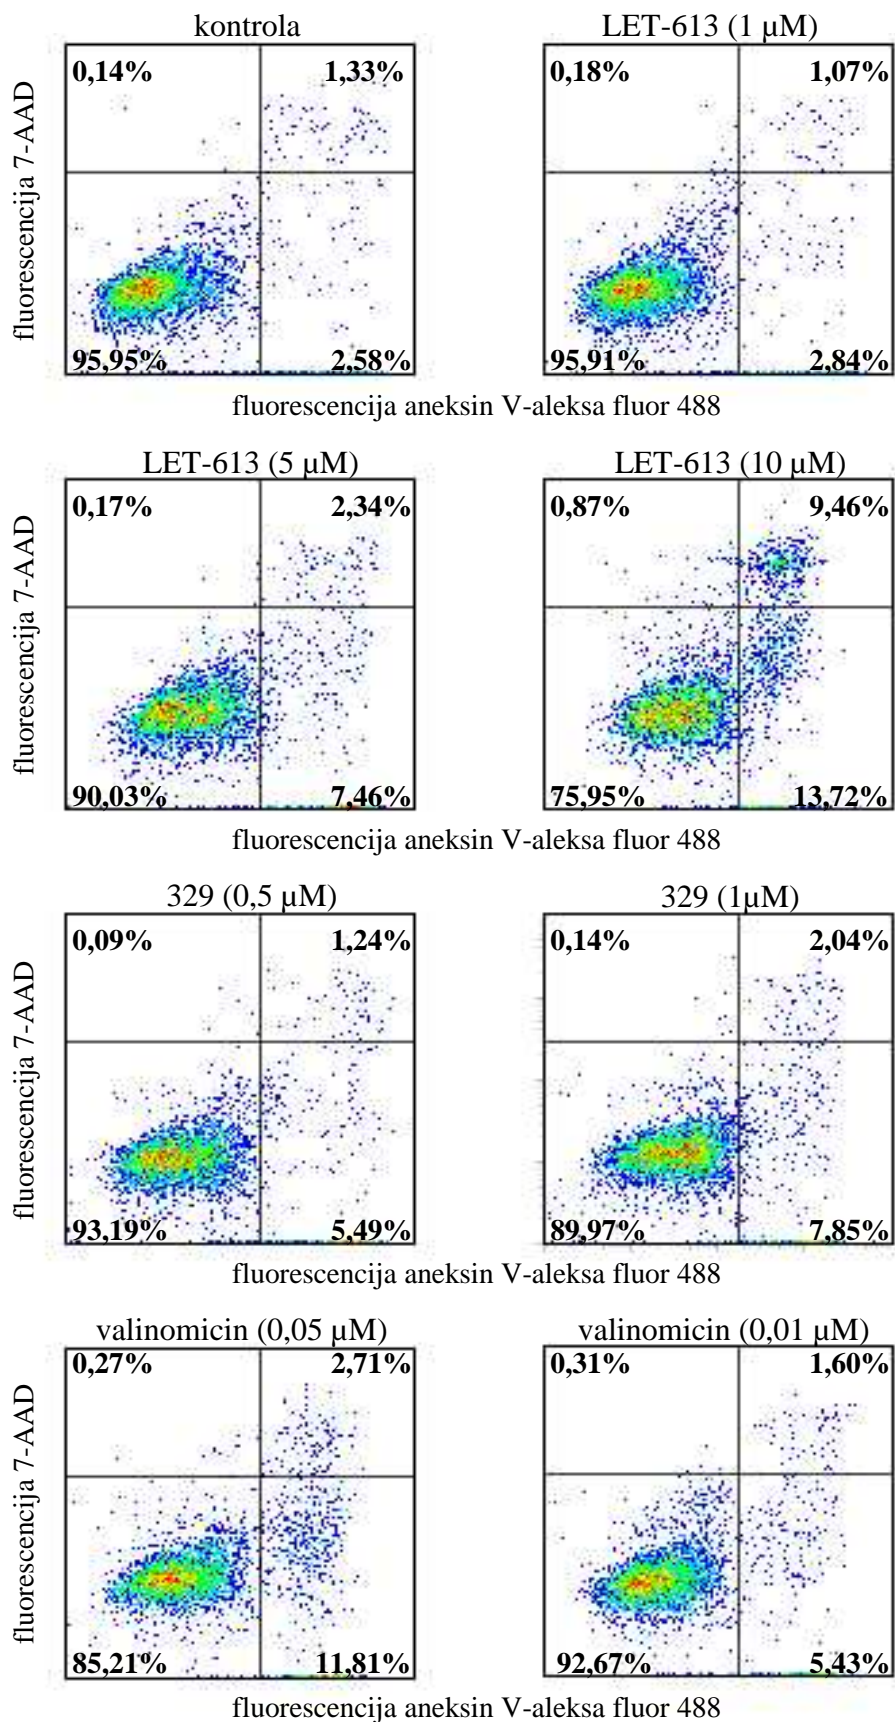 kontrola LET-613 (1 μM)
0,14% 1,33% 0,18% 1,07%
fluorescencija 7-AAD
95,95% 2,58% 95,91% 2,84%
fluorescencija aneksin V-aleksa fluor 488
LET-613 (5 μM) LET-613 (10 μM)
0,17% 2,34% 0,87% 9,46%
fluorescencija 7-AAD
90,03% 7,46% 75,95% 13,72%
fluorescencija aneksin V-aleksa fluor 488
329 (0,5 μM) 329 (1μM)
0,09% 1,24% 0,14% 2,04%
fluorescencija 7-AAD
93,19% 5,49% 89,97% 7,85%
fluorescencija aneksin V-aleksa fluor 488
valinomicin (0,05 μM) valinomicin (0,01 μM)
0,27% 2,71% 0,31% 1,60%
fluorescencija 7-AAD
85,21% 11,81% 92,67% 5,43%
fluorescencija aneksin V-aleksa fluor 488